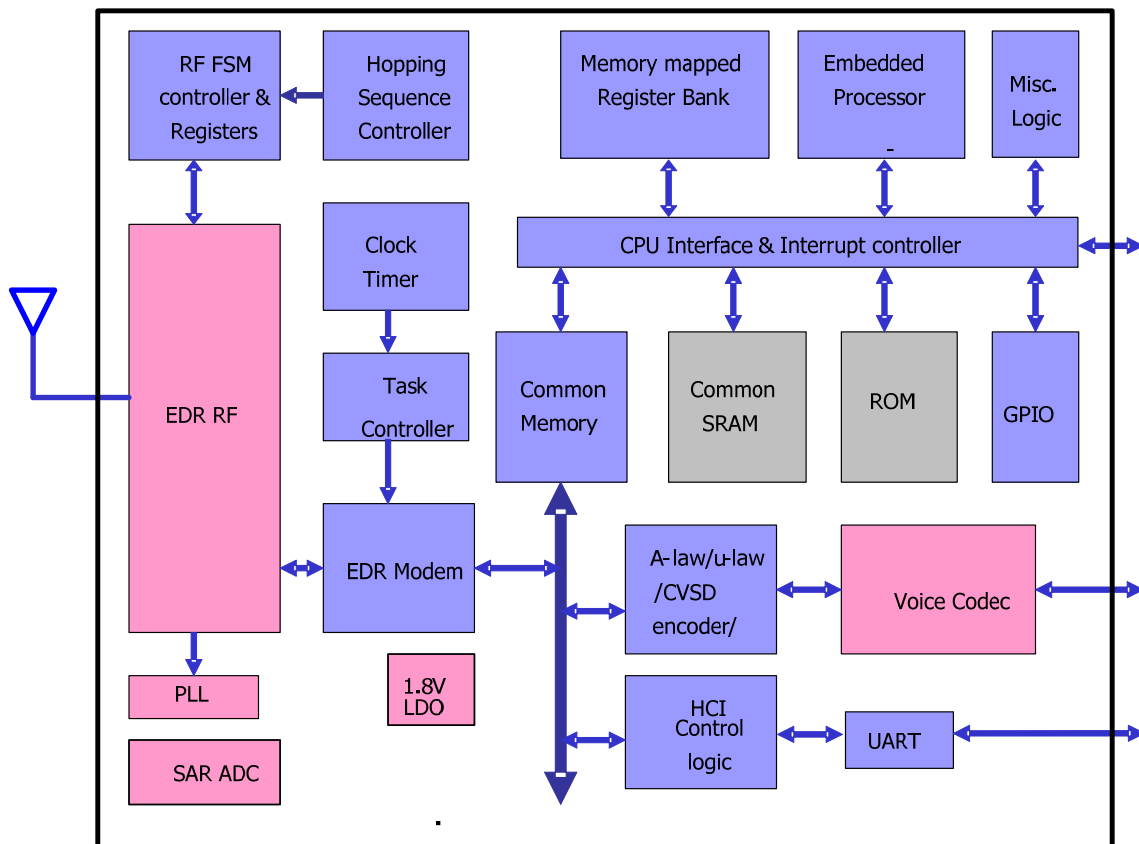 RF FSM
controller &
Registers
Hopping
Sequence
Controller
Memory mapped
Register Bank
Embedded
Processor
-
Misc.
Logic
Clock
Timer
CPU Interface & Interrupt controller
EDR RF
Task
Controller
Common
Memory
Common
SRAM
ROM
GPIO
EDR Modem
A-law/u-law
/CVSD
encoder/
Voice Codec
PLL
1.8V
LDO
HCI
Control
logic
UART
SAR ADC
.